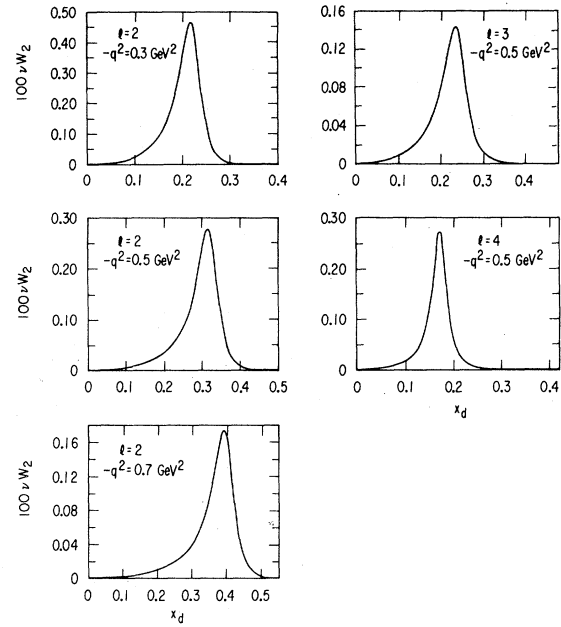 100 νW₂
0.50
0.40
0.30
0.20
0.10
0
ℓ=2
-q²=0.3 GeV²
0 0.1 0.2 0.3 0.4
0.16
0.12
0.08
0.04
0
ℓ=3
-q²=0.5 GeV²
0 0.1 0.2 0.3 0.4
100 νW₂
0.30
0.20
0.10
0
ℓ=2
-q²=0.5 GeV²
0 0.1 0.2 0.3 0.4 0.5
0.30
0.20
0.10
0
ℓ=4
-q²=0.5 GeV²
0 0.1 0.2 0.3 0.4
x_d
100 νW₂
0.16
0.12
0.08
0.04
0
ℓ=2
-q²=0.7 GeV²
0 0.1 0.2 0.3 0.4 0.5
x_d